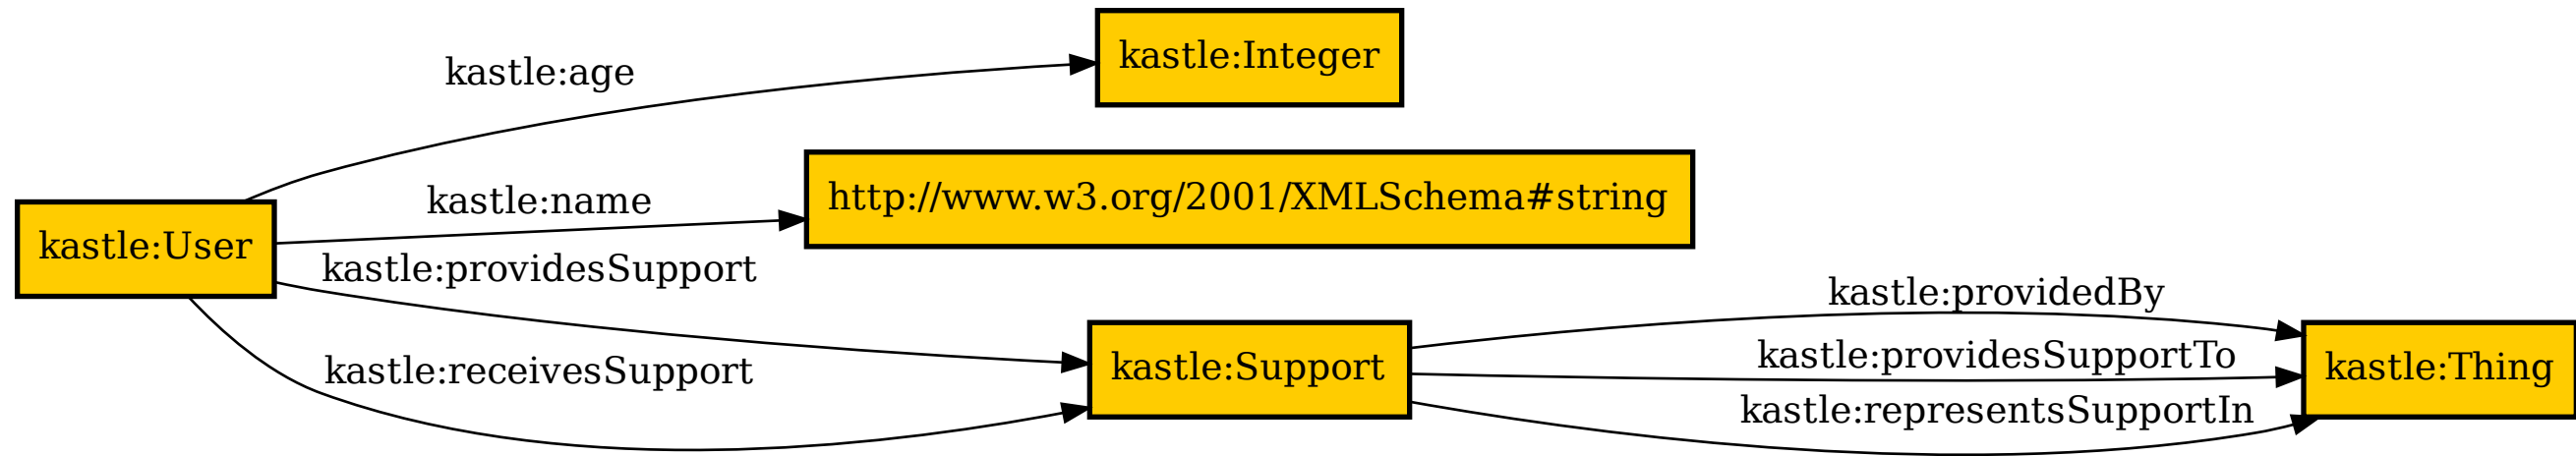 kastle:age
kastle:Integer
kastle:name
http://www.w3.org/2001/XMLSchema#string
kastle:User
kastle:providesSupport
kastle:receivesSupport
kastle:Support
kastle:providedBy
kastle:providesSupportTo
kastle:representsSupportIn
kastle:Thing